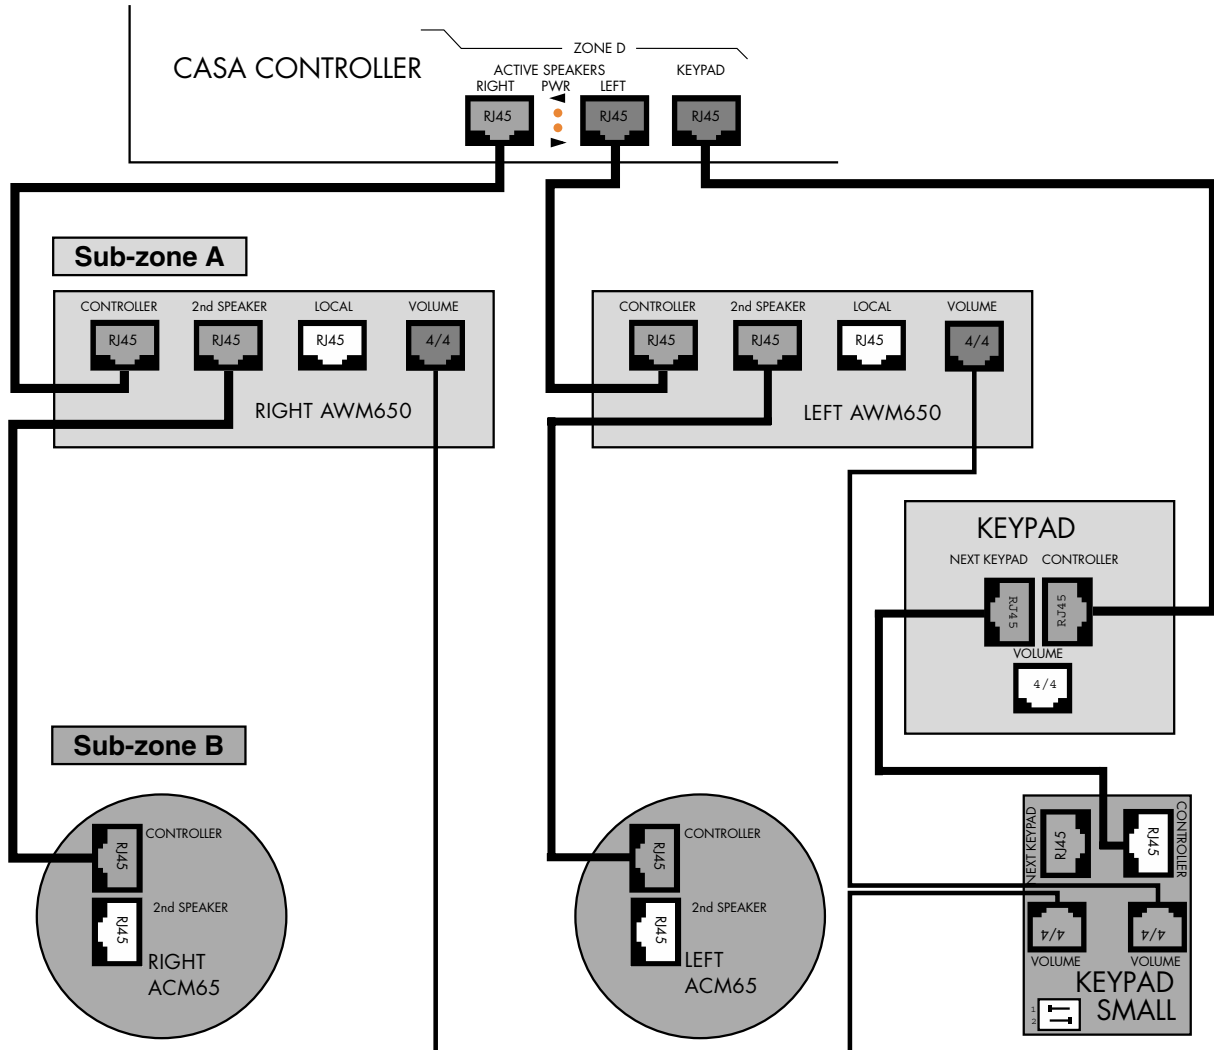 ZONE D
CASA CONTROLLER
ACTIVE SPEAKERS
KEYPAD
RIGHT PWR LEFT
RJ45 RJ45 RJ45
Sub-zone A
CONTROLLER 2nd SPEAKER LOCAL VOLUME
RJ45 RJ45 RJ45 4/4
RIGHT AWM650
CONTROLLER 2nd SPEAKER LOCAL VOLUME
RJ45 RJ45 RJ45 4/4
LEFT AWM650
KEYPAD
NEXT KEYPAD CONTROLLER
RJ45 RJ45
VOLUME
4/4
Sub-zone B
CONTROLLER
RJ45
2nd SPEAKER
RJ45
RIGHT
ACM65
CONTROLLER
RJ45
2nd SPEAKER
RJ45
LEFT
ACM65
NEXT KEYPAD
RJ45
RJ45
CONTROLLER
4/4 4/4
VOLUME VOLUME
KEYPAD
SMALL
1
2